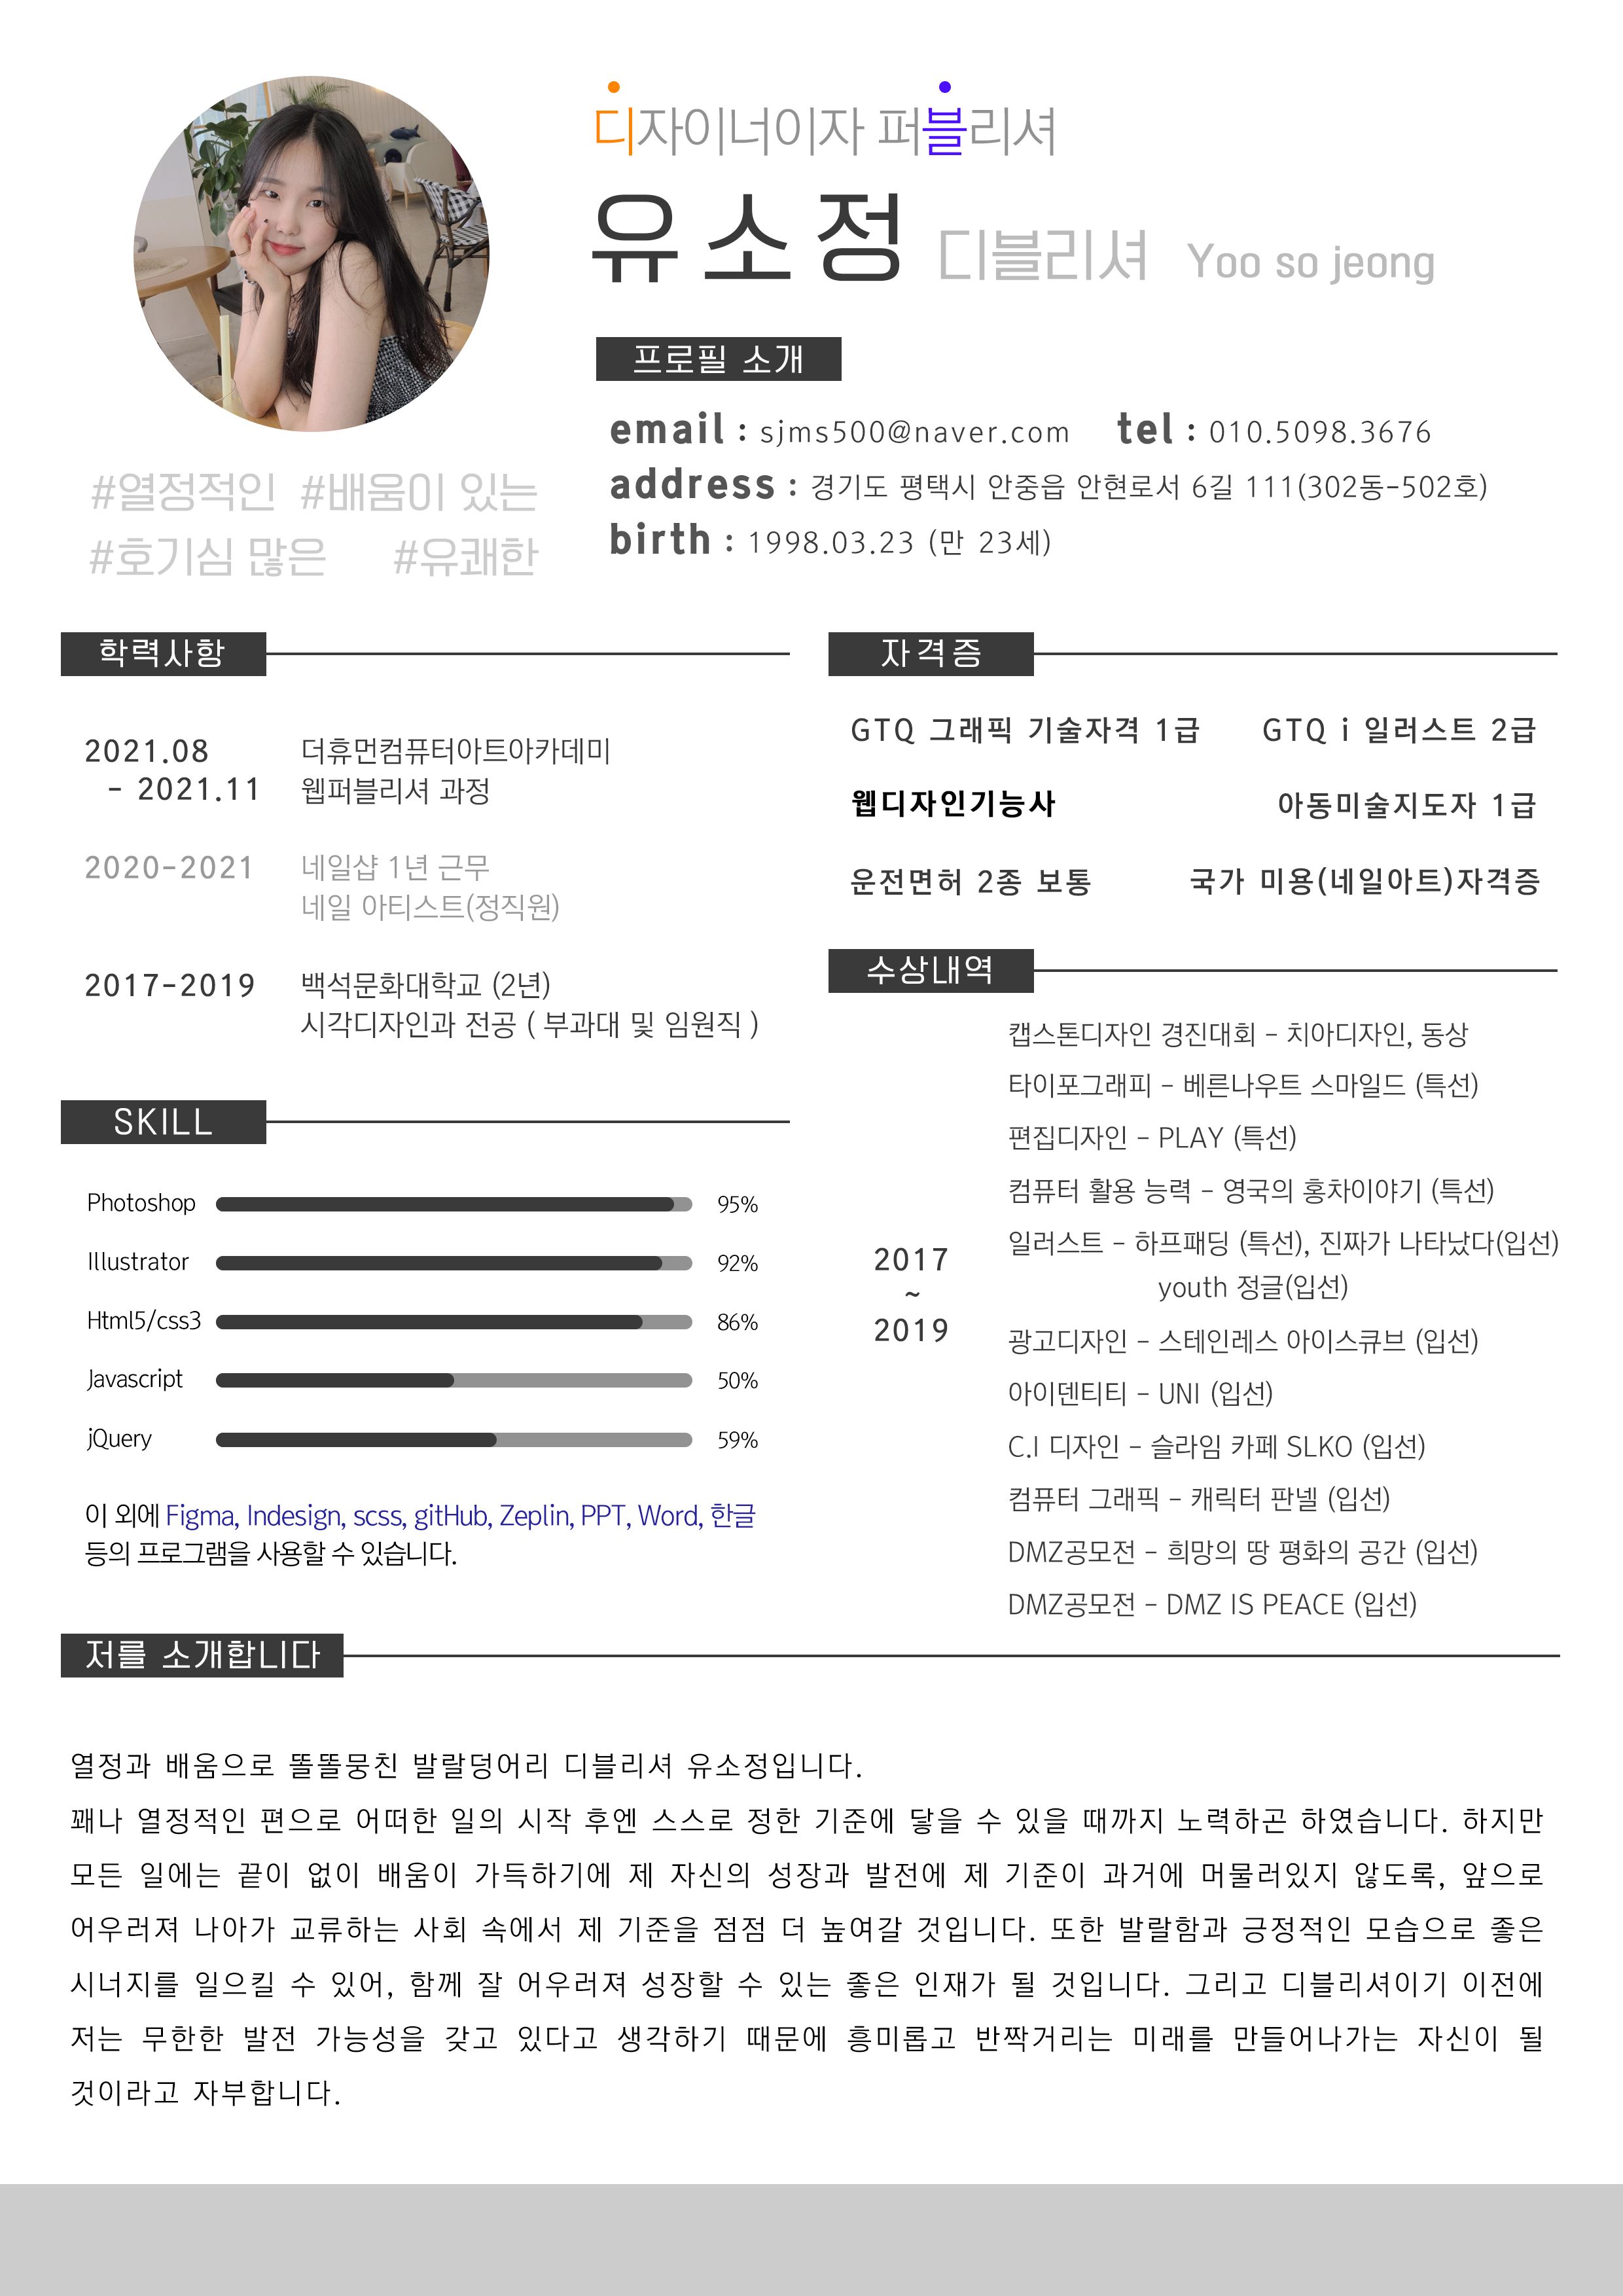 디자이너이자 퍼블리셔
유소정 디블리셔 Yoo so jeong
프로필 소개
email : sjms500@naver.com tel : 010.5098.3676
address : 경기도 평택시 안중읍 안현로서 6길 111(302동-502호)
birth : 1998.03.23 (만 23세)
#열정적인 #배움이 있는
#호기심 많은 #유쾌한
학력사항
2021.08 더휴먼컴퓨터아트아카데미
- 2021.11 웹퍼블리셔 과정
2020-2021 네일샵 1년 근무
네일 아티스트(정직원)
2017-2019 백석문화대학교 (2년)
시각디자인과 전공 ( 부과대 및 임원직 )
SKILL
Photoshop 95%
Illustrator 92%
Html5/css3 86%
Javascript 50%
jQuery 59%
이 외에 Figma, Indesign, scss, gitHub, Zeplin, PPT, Word, 한글
등의 프로그램을 사용할 수 있습니다.
자격증
GTQ 그래픽 기술자격 1급 GTQ i 일러스트 2급
웹디자인기능사 아동미술지도자 1급
운전면허 2종 보통 국가 미용(네일아트)자격증
수상내역
2017
~
2019
캡스톤디자인 경진대회 - 치아디자인, 동상
타이포그래피 - 베른나우트 스마일드 (특선)
편집디자인 - PLAY (특선)
컴퓨터 활용 능력 - 영국의 홍차이야기 (특선)
일러스트 - 하프패딩 (특선), 진짜가 나타났다(입선)
youth 정글(입선)
광고디자인 - 스테인레스 아이스큐브 (입선)
아이덴티티 - UNI (입선)
C.I 디자인 - 슬라임 카페 SLKO (입선)
컴퓨터 그래픽 - 캐릭터 판넬 (입선)
DMZ공모전 - 희망의 땅 평화의 공간 (입선)
DMZ공모전 - DMZ IS PEACE (입선)
저를 소개합니다
열정과 배움으로 똘똘뭉친 발랄덩어리 디블리셔 유소정입니다.
꽤나 열정적인 편으로 어떠한 일의 시작 후엔 스스로 정한 기준에 닿을 수 있을 때까지 노력하곤 하였습니다. 하지만
모든 일에는 끝이 없이 배움이 가득하기에 제 자신의 성장과 발전에 제 기준이 과거에 머물러있지 않도록, 앞으로
어우러져 나아가 교류하는 사회 속에서 제 기준을 점점 더 높여갈 것입니다. 또한 발랄함과 긍정적인 모습으로 좋은
시너지를 일으킬 수 있어, 함께 잘 어우러져 성장할 수 있는 좋은 인재가 될 것입니다. 그리고 디블리셔이기 이전에
저는 무한한 발전 가능성을 갖고 있다고 생각하기 때문에 흥미롭고 반짝거리는 미래를 만들어나가는 자신이 될
것이라고 자부합니다.